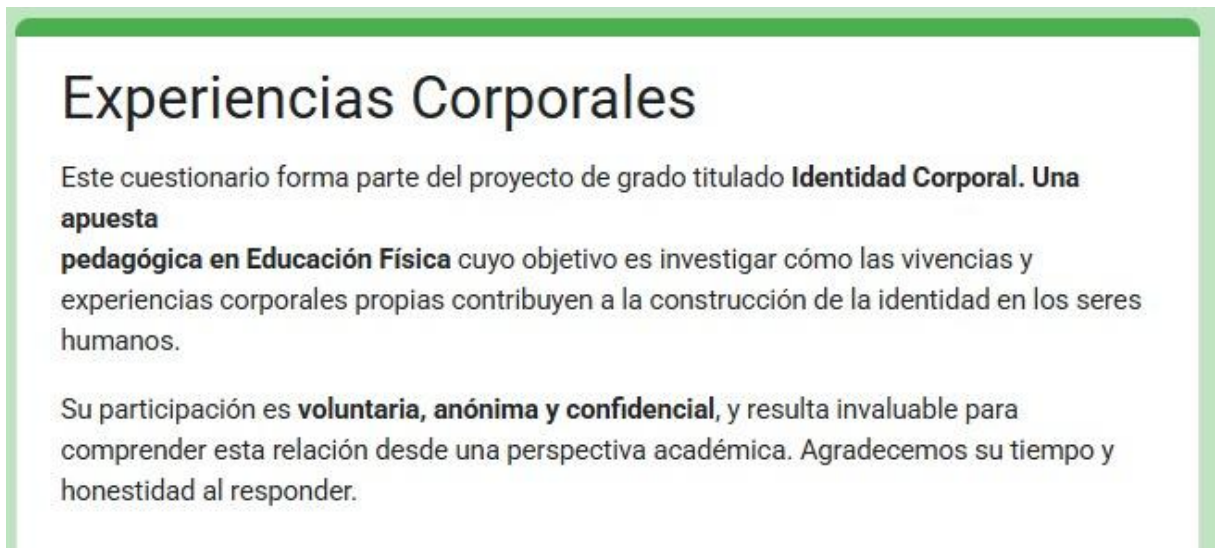 Experiencias Corporales
Este cuestionario forma parte del proyecto de grado titulado Identidad Corporal. Una
apuesta
pedagógica en Educación Física cuyo objetivo es investigar cómo las vivencias y
experiencias corporales propias contribuyen a la construcción de la identidad en los seres
humanos.
Su participación es voluntaria, anónima y confidencial, y resulta invaluable para
comprender esta relación desde una perspectiva académica. Agradecemos su tiempo y
honestidad al responder.